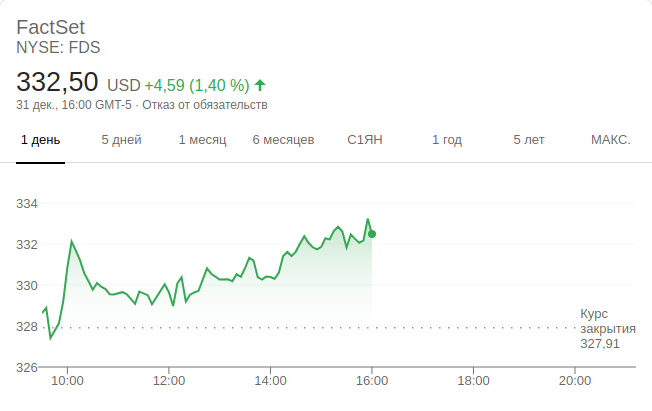 FactSet
NYSE: FDS
332,50 USD +4,59 (1,40 %)
31 дек., 16:00 GMT-5 · Отказ от обязательств
1 день 5 дней 1 месяц 6 месяцев С1ЯН 1 год 5 лет МАКС.
334
332
330
328
326
Курс
закрытия
327,91
10:00 12:00 14:00 16:00 18:00 20:00